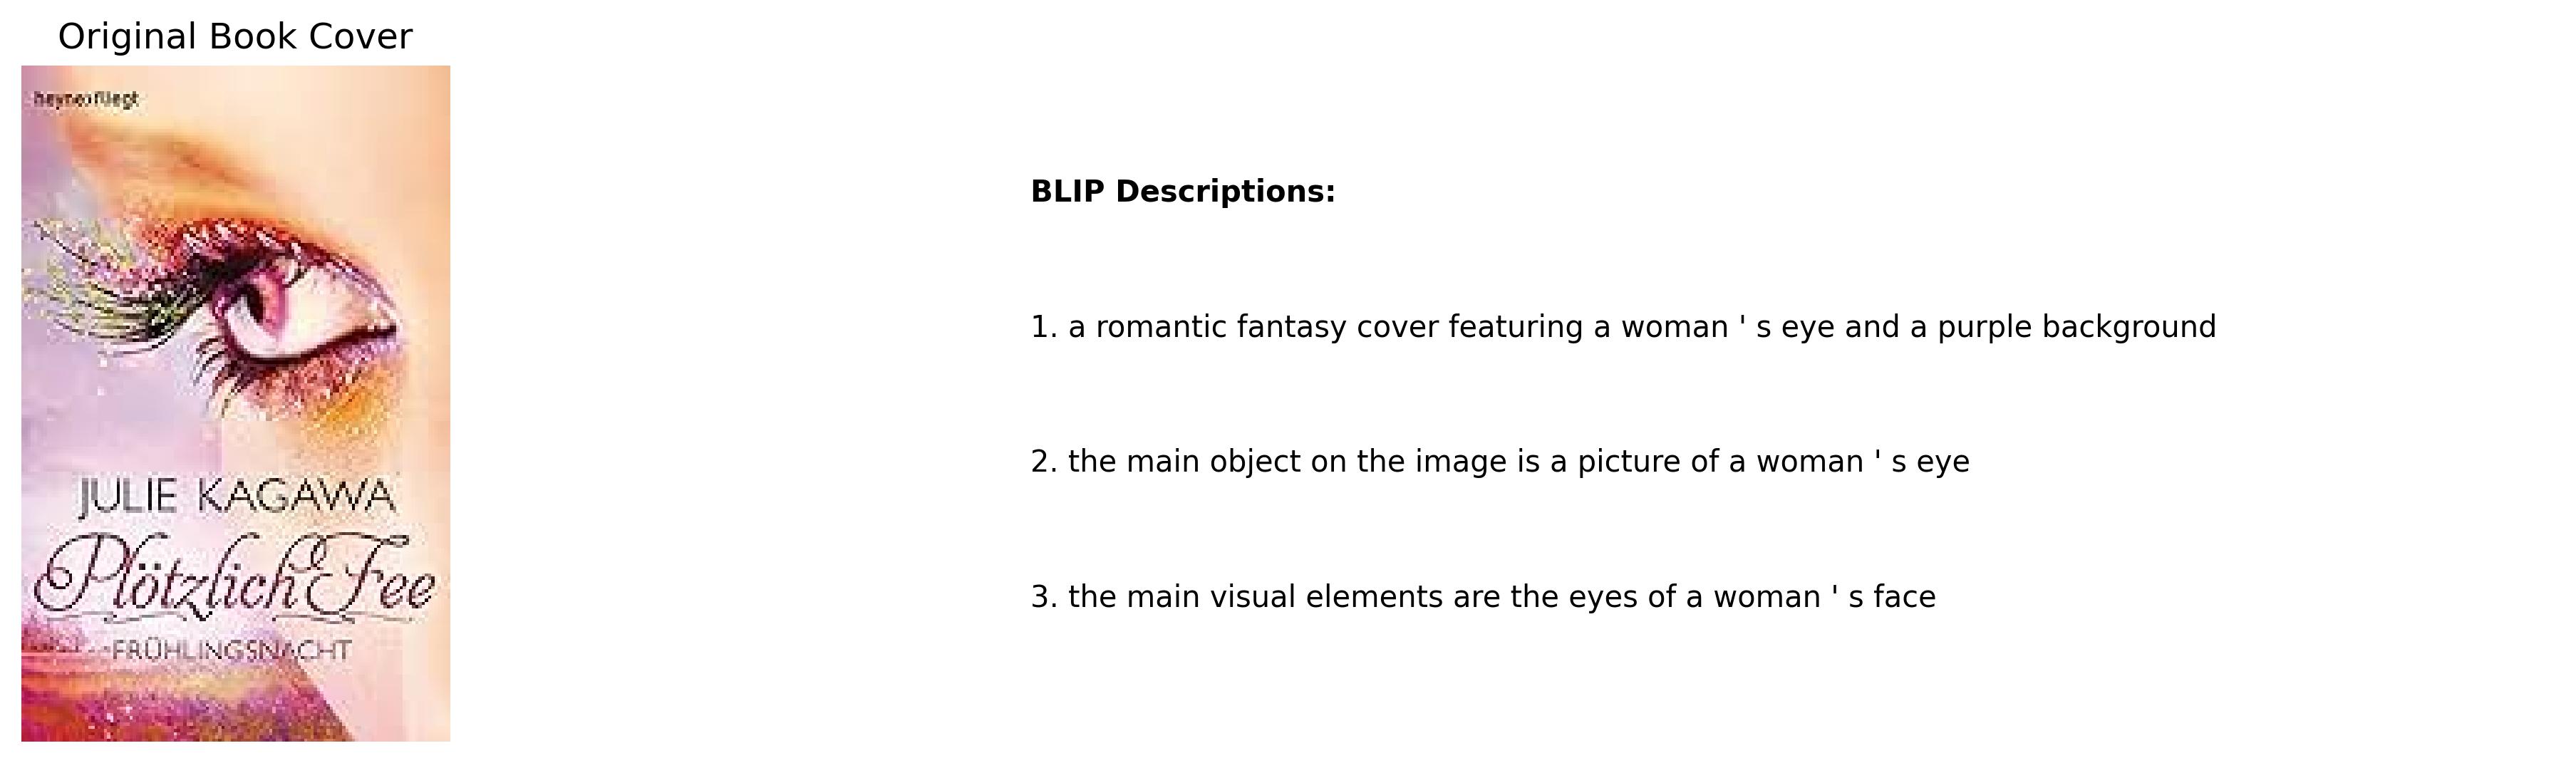 Original Book Cover
heyne›fliegt
JULIE KAGAWA
Plötzlich Fee
FRÜHLINGSNACHT
BLIP Descriptions:
1. a romantic fantasy cover featuring a woman ' s eye and a purple background
2. the main object on the image is a picture of a woman ' s eye
3. the main visual elements are the eyes of a woman ' s face